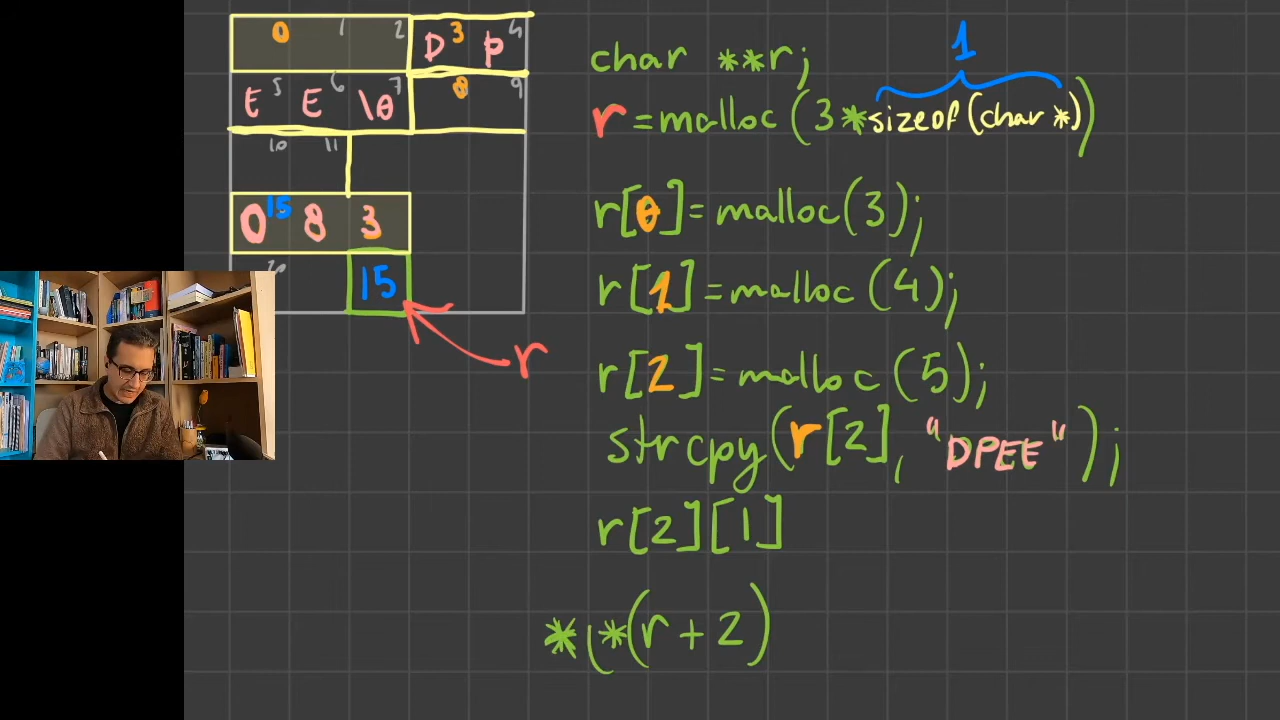 0 1 2 D 3 P 4
E 5 E 6 \0 7 8 9
10 11
0 15 8 3
20 15
r
1
char **r;
r = malloc (3*sizeof(char *))
r[0] = malloc(3);
r[1] = malloc (4);
r[2] = malloc (5);
strcpy(r[2], "DPEE");
r[2][1]
*(*(r+2)